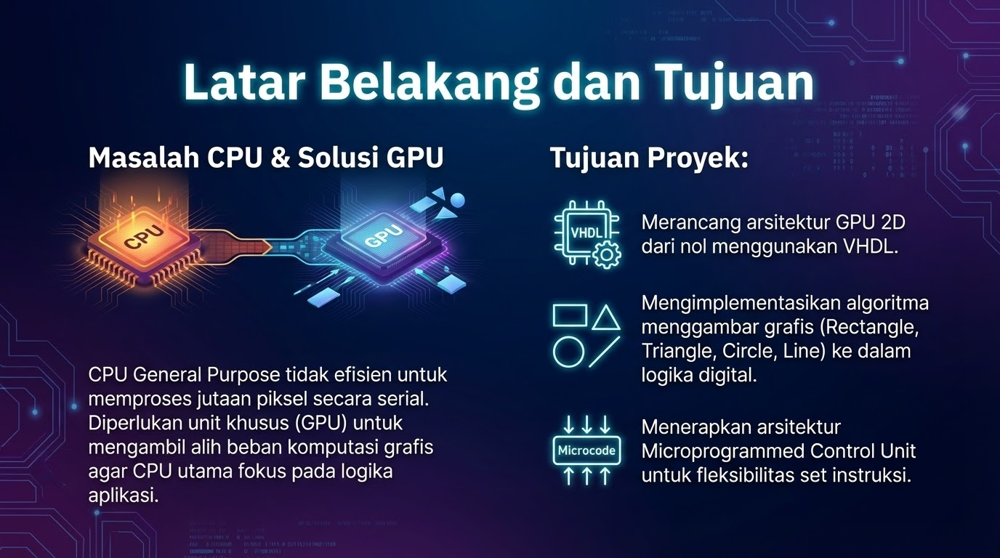 Latar Belakang dan Tujuan
Masalah CPU & Solusi GPU
CPU
GPU
CPU General Purpose tidak efisien untuk
memproses jutaan piksel secara serial.
Diperlukan unit khusus (GPU) untuk
mengambil alih beban komputasi grafis
agar CPU utama fokus pada logika
aplikasi.
Tujuan Proyek:
VHDL
Merancang arsitektur GPU 2D
dari nol menggunakan VHDL.
Mengimplementasikan algoritma
menggambar grafis (Rectangle,
Triangle, Circle, Line) ke dalam
logika digital.
Microcode
Menerapkan arsitektur
Microprogrammed Control Unit
untuk fleksibilitas set instruksi.